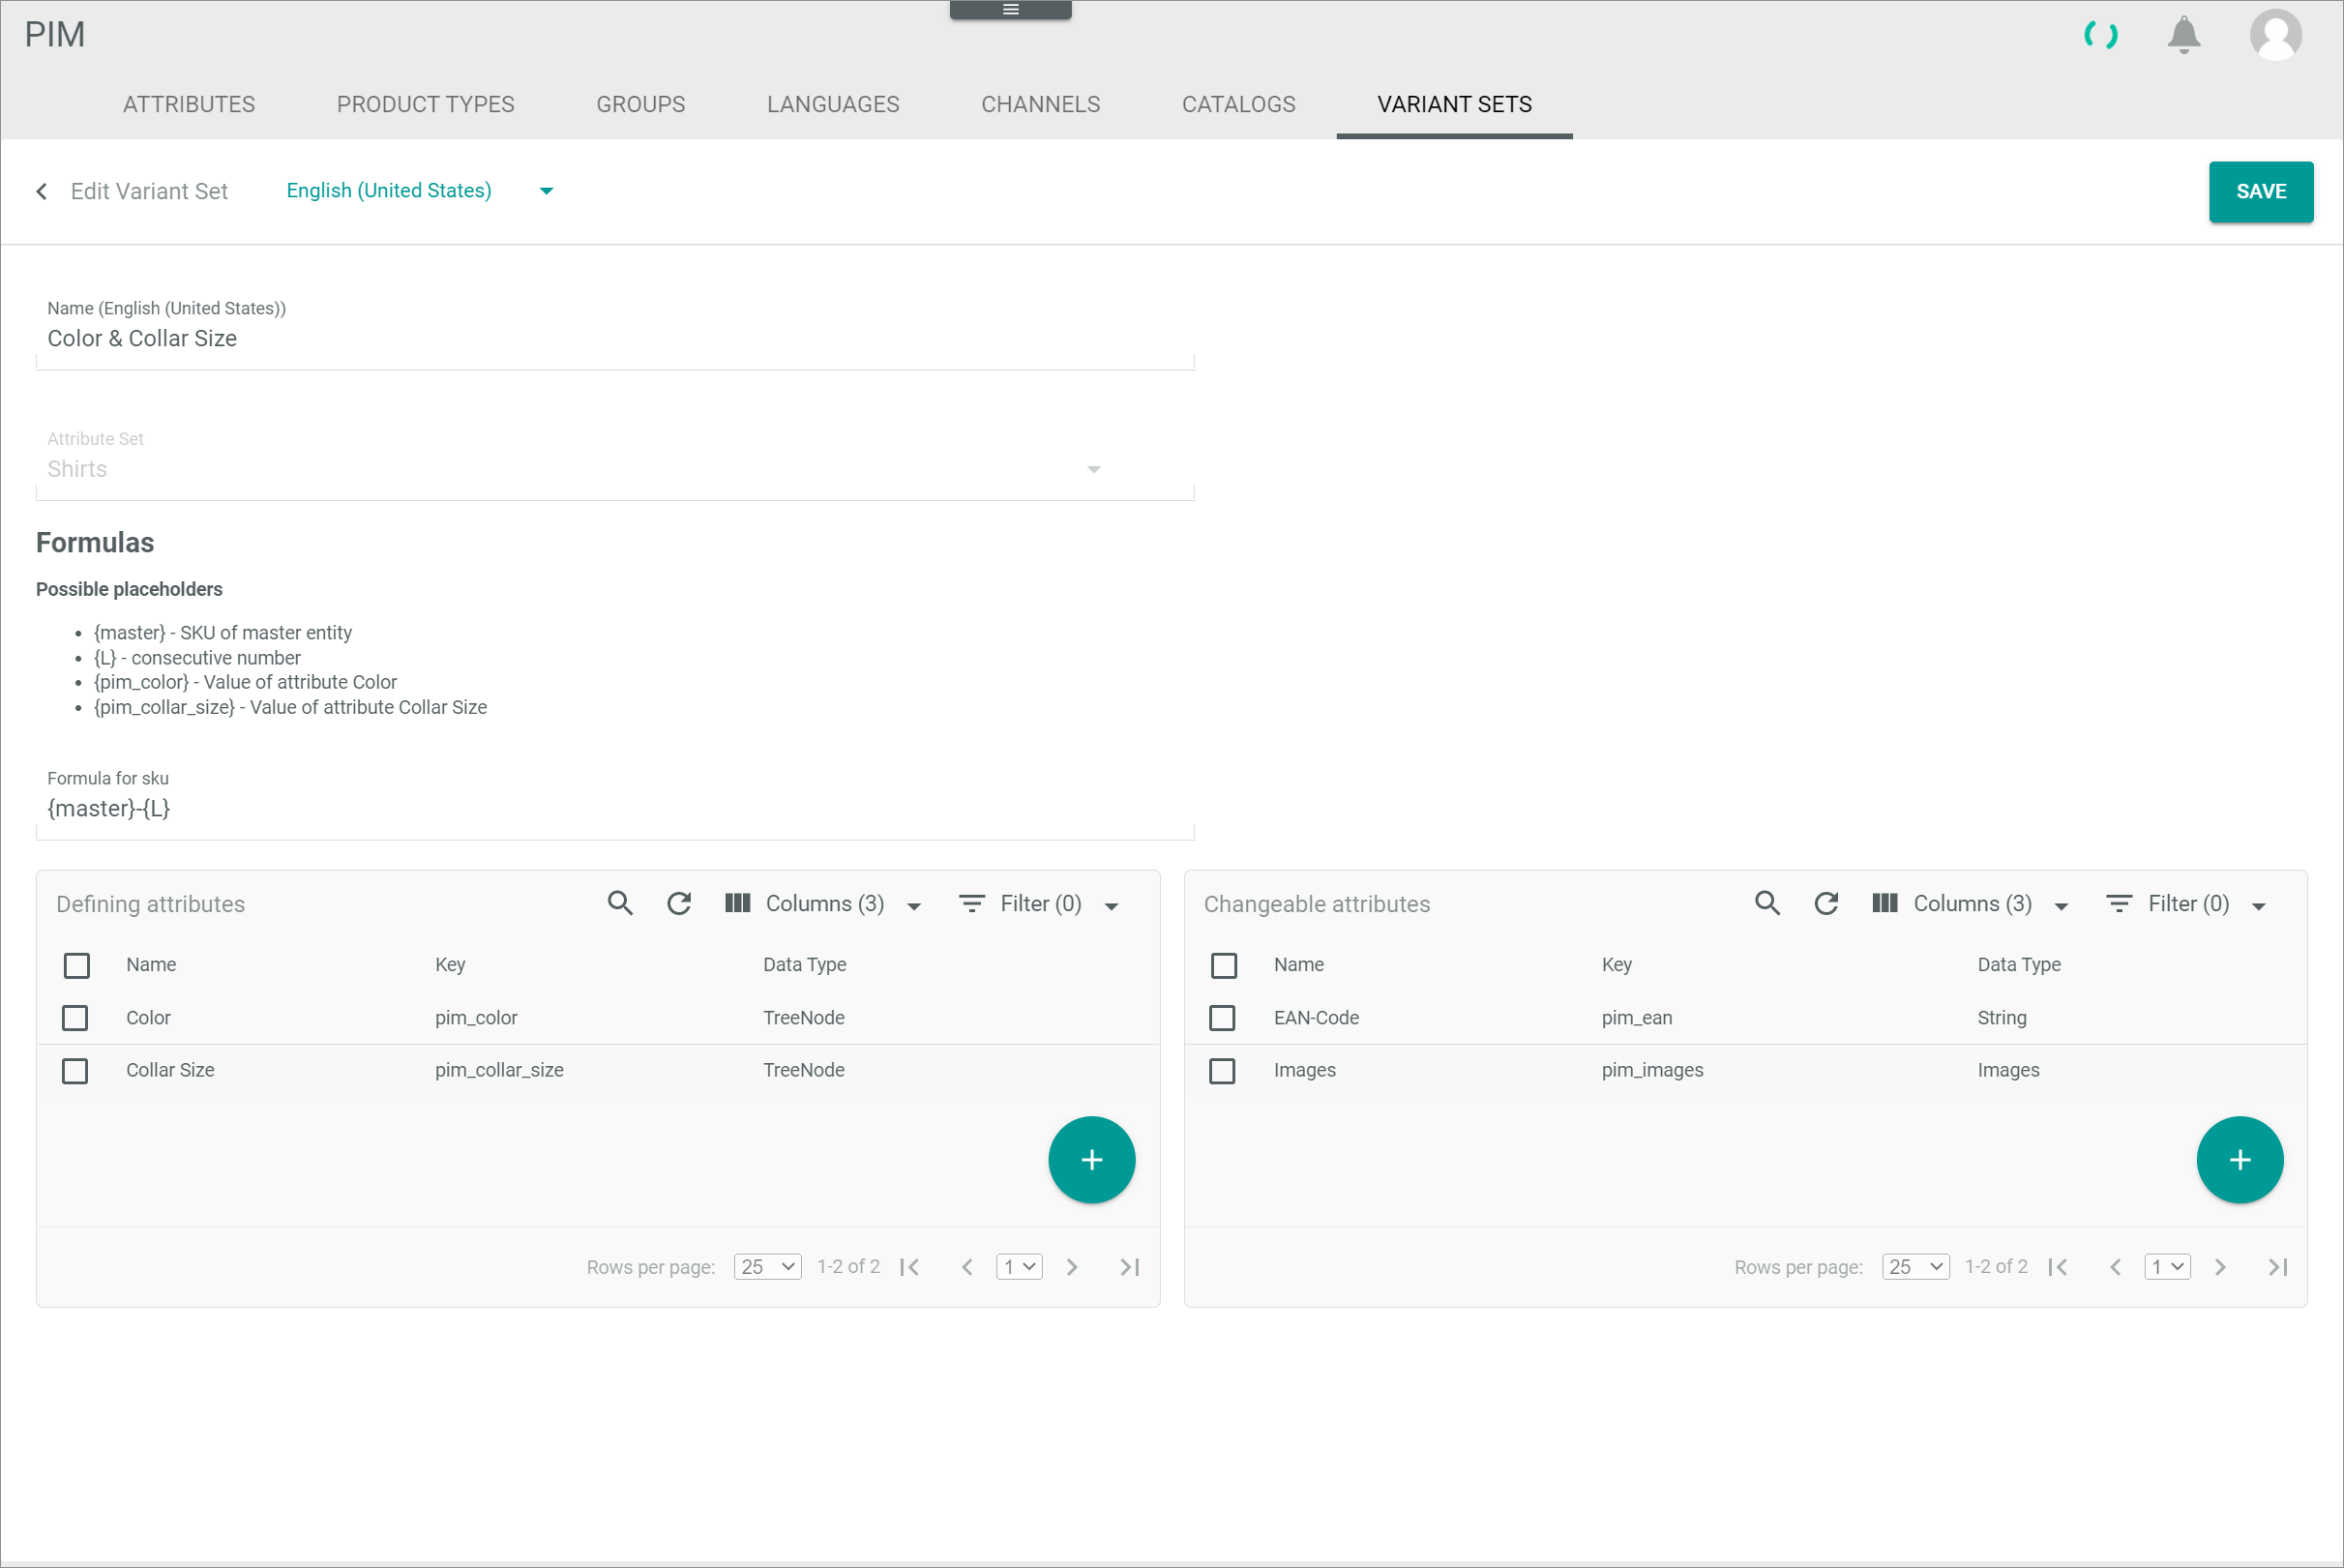 PIM
ATTRIBUTES PRODUCT TYPES GROUPS LANGUAGES CHANNELS CATALOGS VARIANT SETS
Edit Variant Set English (United States) SAVE
Name (English (United States))
Color & Collar Size
Attribute Set
Shirts
Formulas
Possible placeholders
• {master} - SKU of master entity
• {L} - consecutive number
• {pim_color} - Value of attribute Color
• {pim_collar_size} - Value of attribute Collar Size
Formula for sku
{master}-{L}
Defining attributes Columns (3) Filter (0)
Name Key Data Type
Color pim_color TreeNode
Collar Size pim_collar_size TreeNode
Rows per page: 25 1-2 of 2 1
Changeable attributes Columns (3) Filter (0)
Name Key Data Type
EAN-Code pim_ean String
Images pim_images Images
Rows per page: 25 1-2 of 2 1